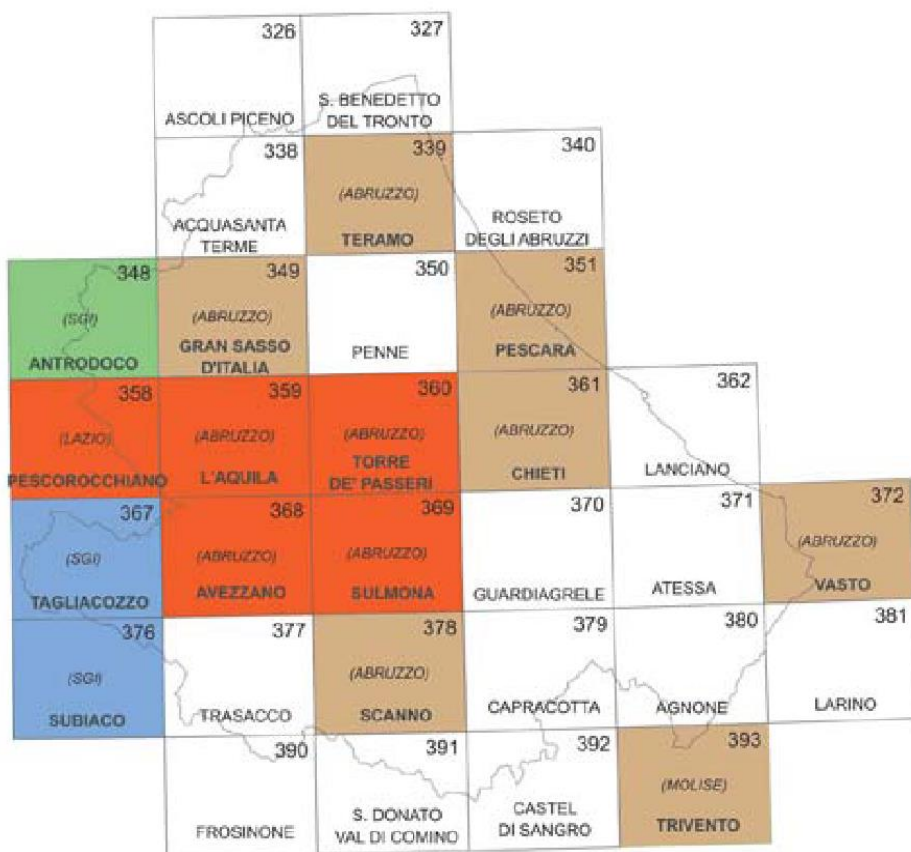 326
ASCOLI PICENO
327
S. BENEDETTO
DEL TRONTO
338
ACQUASANTA
TERME
339
(ABRUZZO)
TERAMO
340
ROSETO
DEGLI ABRUZZI
348
(SGI)
ANTRODOCO
349
(ABRUZZO)
GRAN SASSO
D'ITALIA
350
PENNE
351
(ABRUZZO)
PESCARA
358
(LAZIO)
PESCOROCCHIANO
359
(ABRUZZO)
L'AQUILA
360
(ABRUZZO)
TORRE
DE' PASSERI
361
(ABRUZZO)
CHIETI
362
LANCIANO
367
(SGI)
TAGLIACOZZO
368
(ABRUZZO)
AVEZZANO
369
(ABRUZZO)
SULMONA
370
GUARDIAGRELE
371
ATESSA
372
(ABRUZZO)
VASTO
376
(SGI)
SUBIACO
377
TRASACCO
378
(ABRUZZO)
SCANNO
379
CAPRACOTTA
380
AGNONE
381
LARINO
390
FROSINONE
391
S. DONATO
VAL DI COMINO
392
CASTEL
DI SANGRO
393
(MOLISE)
TRIVENTO